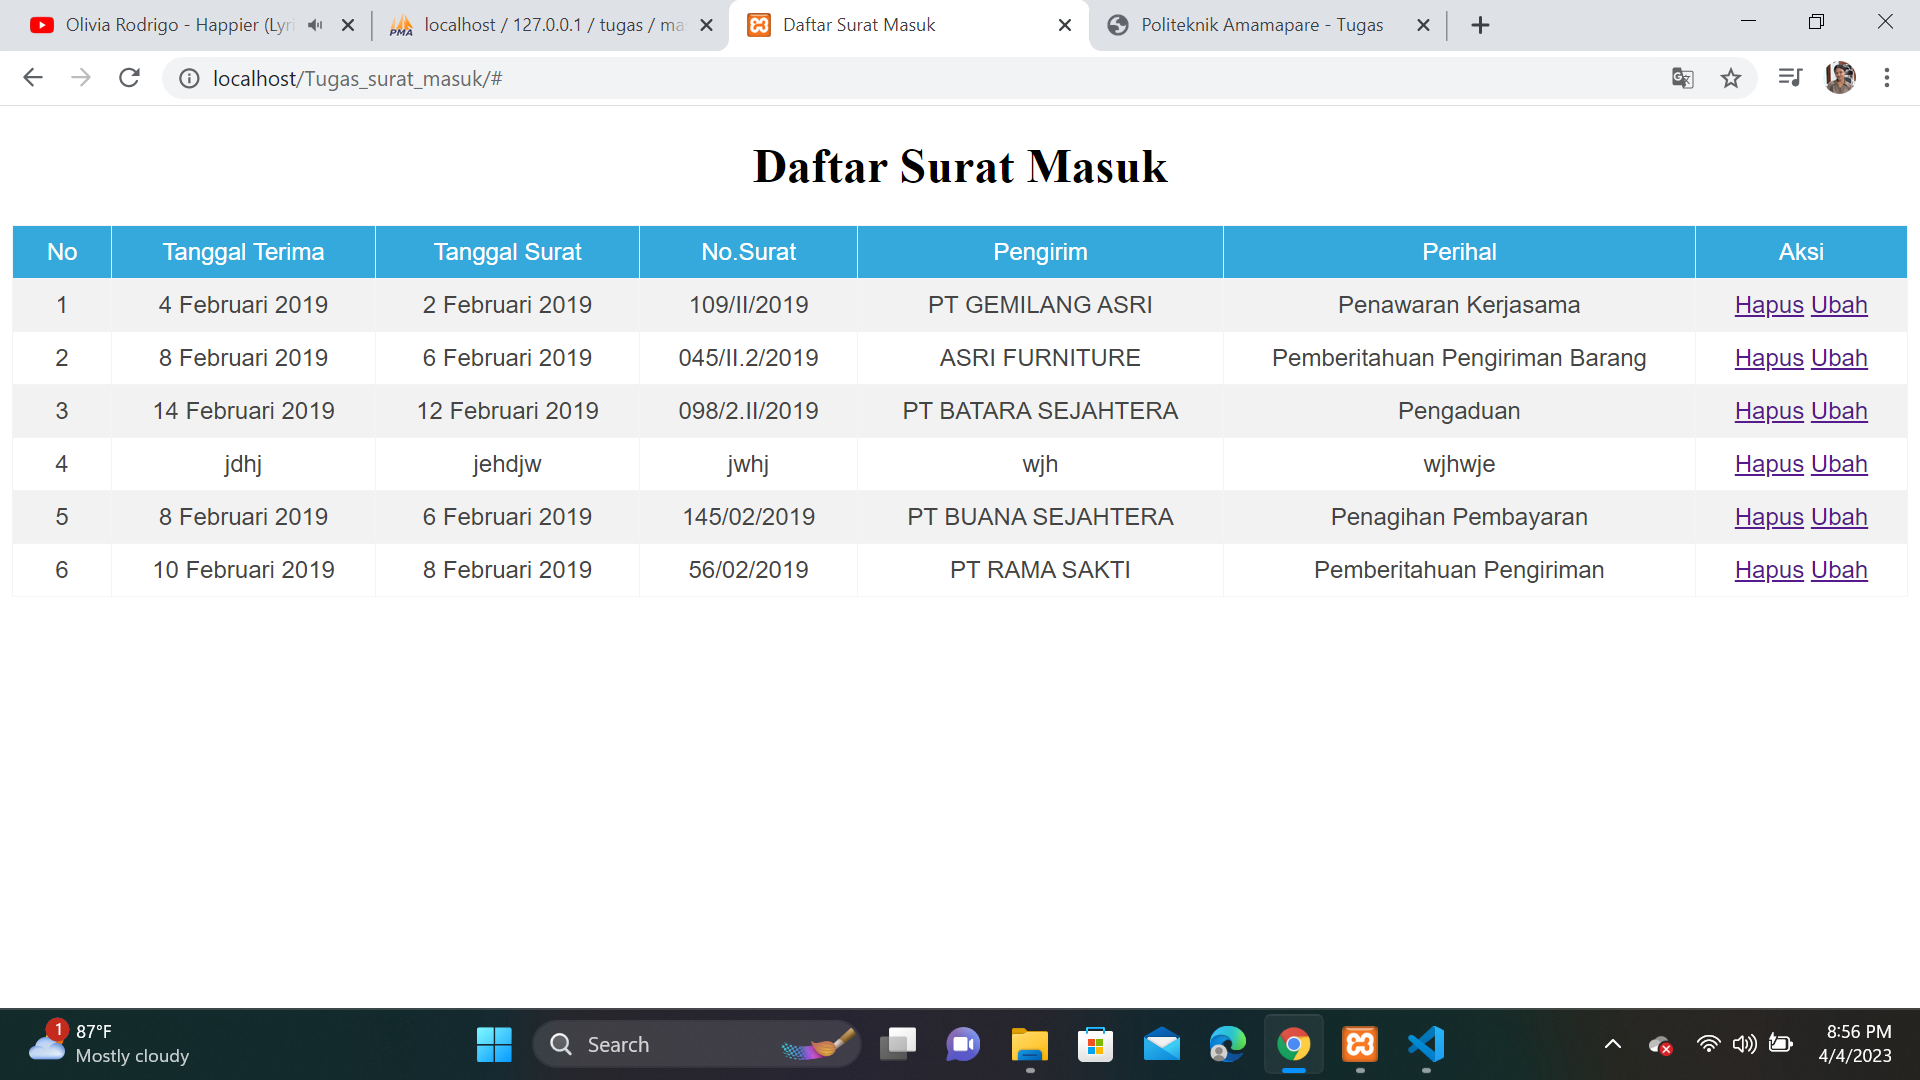 Olivia Rodrigo - Happier (Lyri
localhost / 127.0.0.1 / tugas / ma
Daftar Surat Masuk
Politeknik Amamapare - Tugas
localhost/Tugas_surat_masuk/#
Daftar Surat Masuk
No Tanggal Terima Tanggal Surat No.Surat Pengirim Perihal Aksi
1 4 Februari 2019 2 Februari 2019 109/II/2019 PT GEMILANG ASRI Penawaran Kerjasama Hapus Ubah
2 8 Februari 2019 6 Februari 2019 045/II.2/2019 ASRI FURNITURE Pemberitahuan Pengiriman Barang Hapus Ubah
3 14 Februari 2019 12 Februari 2019 098/2.II/2019 PT BATARA SEJAHTERA Pengaduan Hapus Ubah
4 jdhj jehdjw jwhj wjh wjhwje Hapus Ubah
5 8 Februari 2019 6 Februari 2019 145/02/2019 PT BUANA SEJAHTERA Penagihan Pembayaran Hapus Ubah
6 10 Februari 2019 8 Februari 2019 56/02/2019 PT RAMA SAKTI Pemberitahuan Pengiriman Hapus Ubah
1
87°F
Mostly cloudy
Search
8:56 PM
4/4/2023